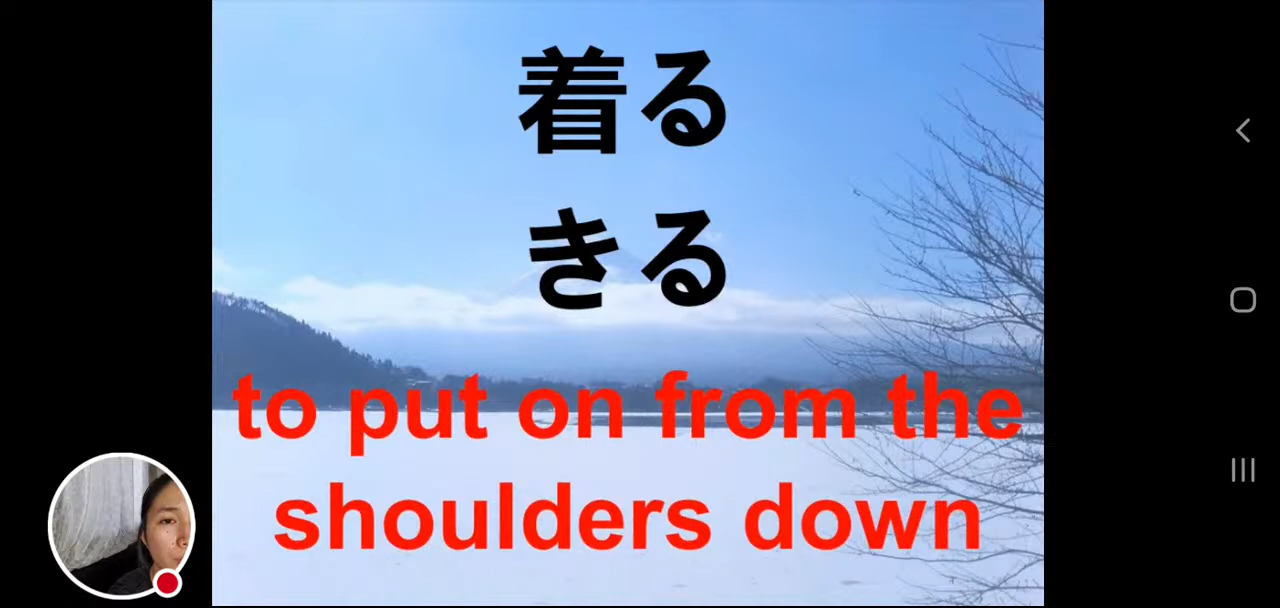 着る
きる
to put on from the
shoulders down